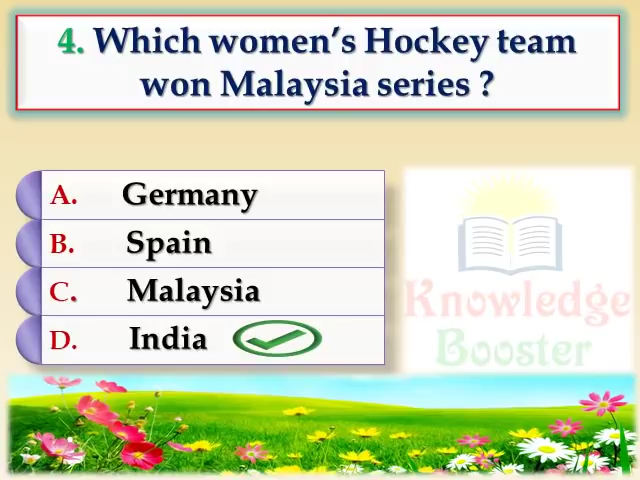 4. Which women's Hockey team
won Malaysia series ?
A. Germany
B. Spain
C. Malaysia
D. India
Knowledge
Booster